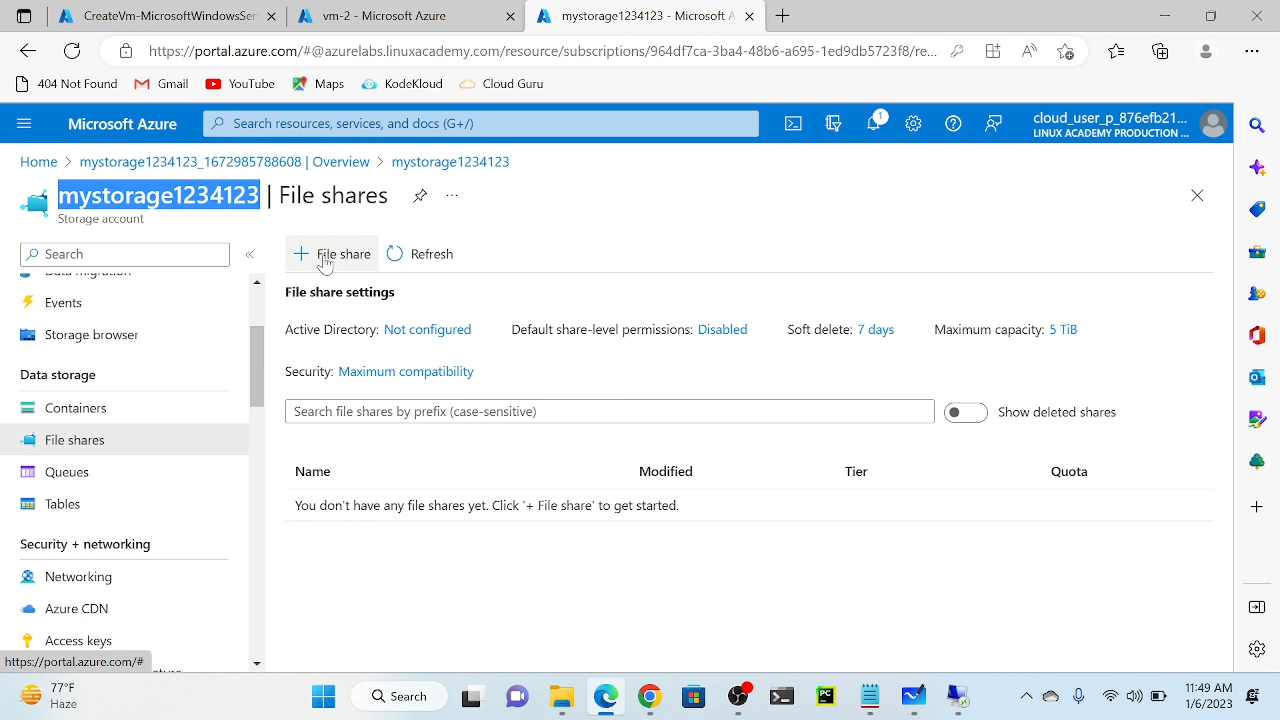 Create-VM-MicrosoftWindowSer
vm-2 - Microsoft Azure
mystorage1234123 - Microsoft A
https://portal.azure.com/#@azurelabs.linuxacademy.com/resource/subscriptions/964df7ca-3ba4-48b6-a695-1ed9db5723f8/re...
404 Not Found
Gmail
YouTube
Maps
KodeKloud
Cloud Guru
Microsoft Azure
Search resources, services, and docs (G+/)
1
cloud_user_p_876efb21...
LINUX ACADEMY PRODUCTION ...
Home > mystorage1234123_1672985788608 | Overview > mystorage1234123
mystorage1234123 | File shares
Storage account
Search
File share
Refresh
Data migration
Events
Storage browser
Data storage
Containers
File shares
Queues
Tables
Security + networking
Networking
Azure CDN
Access keys
File share settings
Active Directory: Not configured
Default share-level permissions: Disabled
Soft delete: 7 days
Maximum capacity: 5 TiB
Security: Maximum compatibility
Search file shares by prefix (case-sensitive)
Show deleted shares
Name
Modified
Tier
Quota
You don't have any file shares yet. Click '+ File share' to get started.
https://portal.azure.com/#
77°F
Haze
Search
11:49 AM
1/6/2023